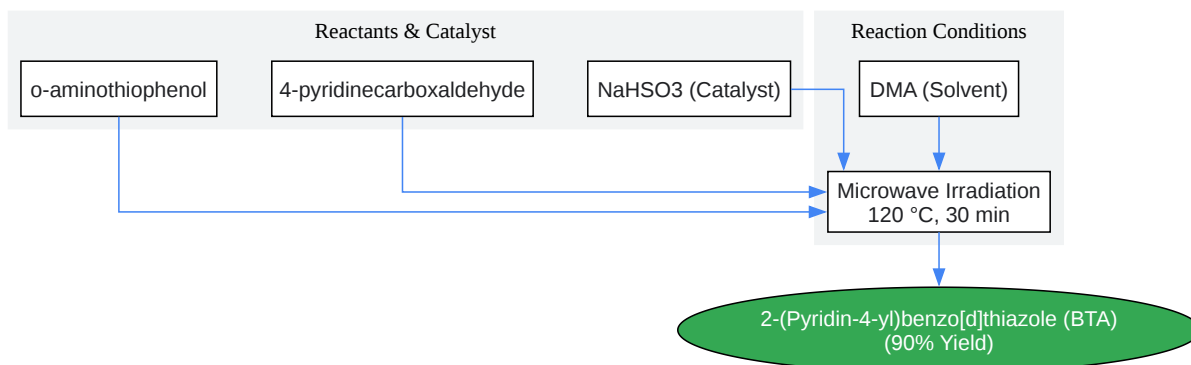 Reactants & Catalyst
Reaction Conditions
o-aminothiophenol
4-pyridinecarboxaldehyde
NaHSO3 (Catalyst)
DMA (Solvent)
Microwave Irradiation
120 °C, 30 min
2-(Pyridin-4-yl)benzo[d]thiazole (BTA)
(90% Yield)